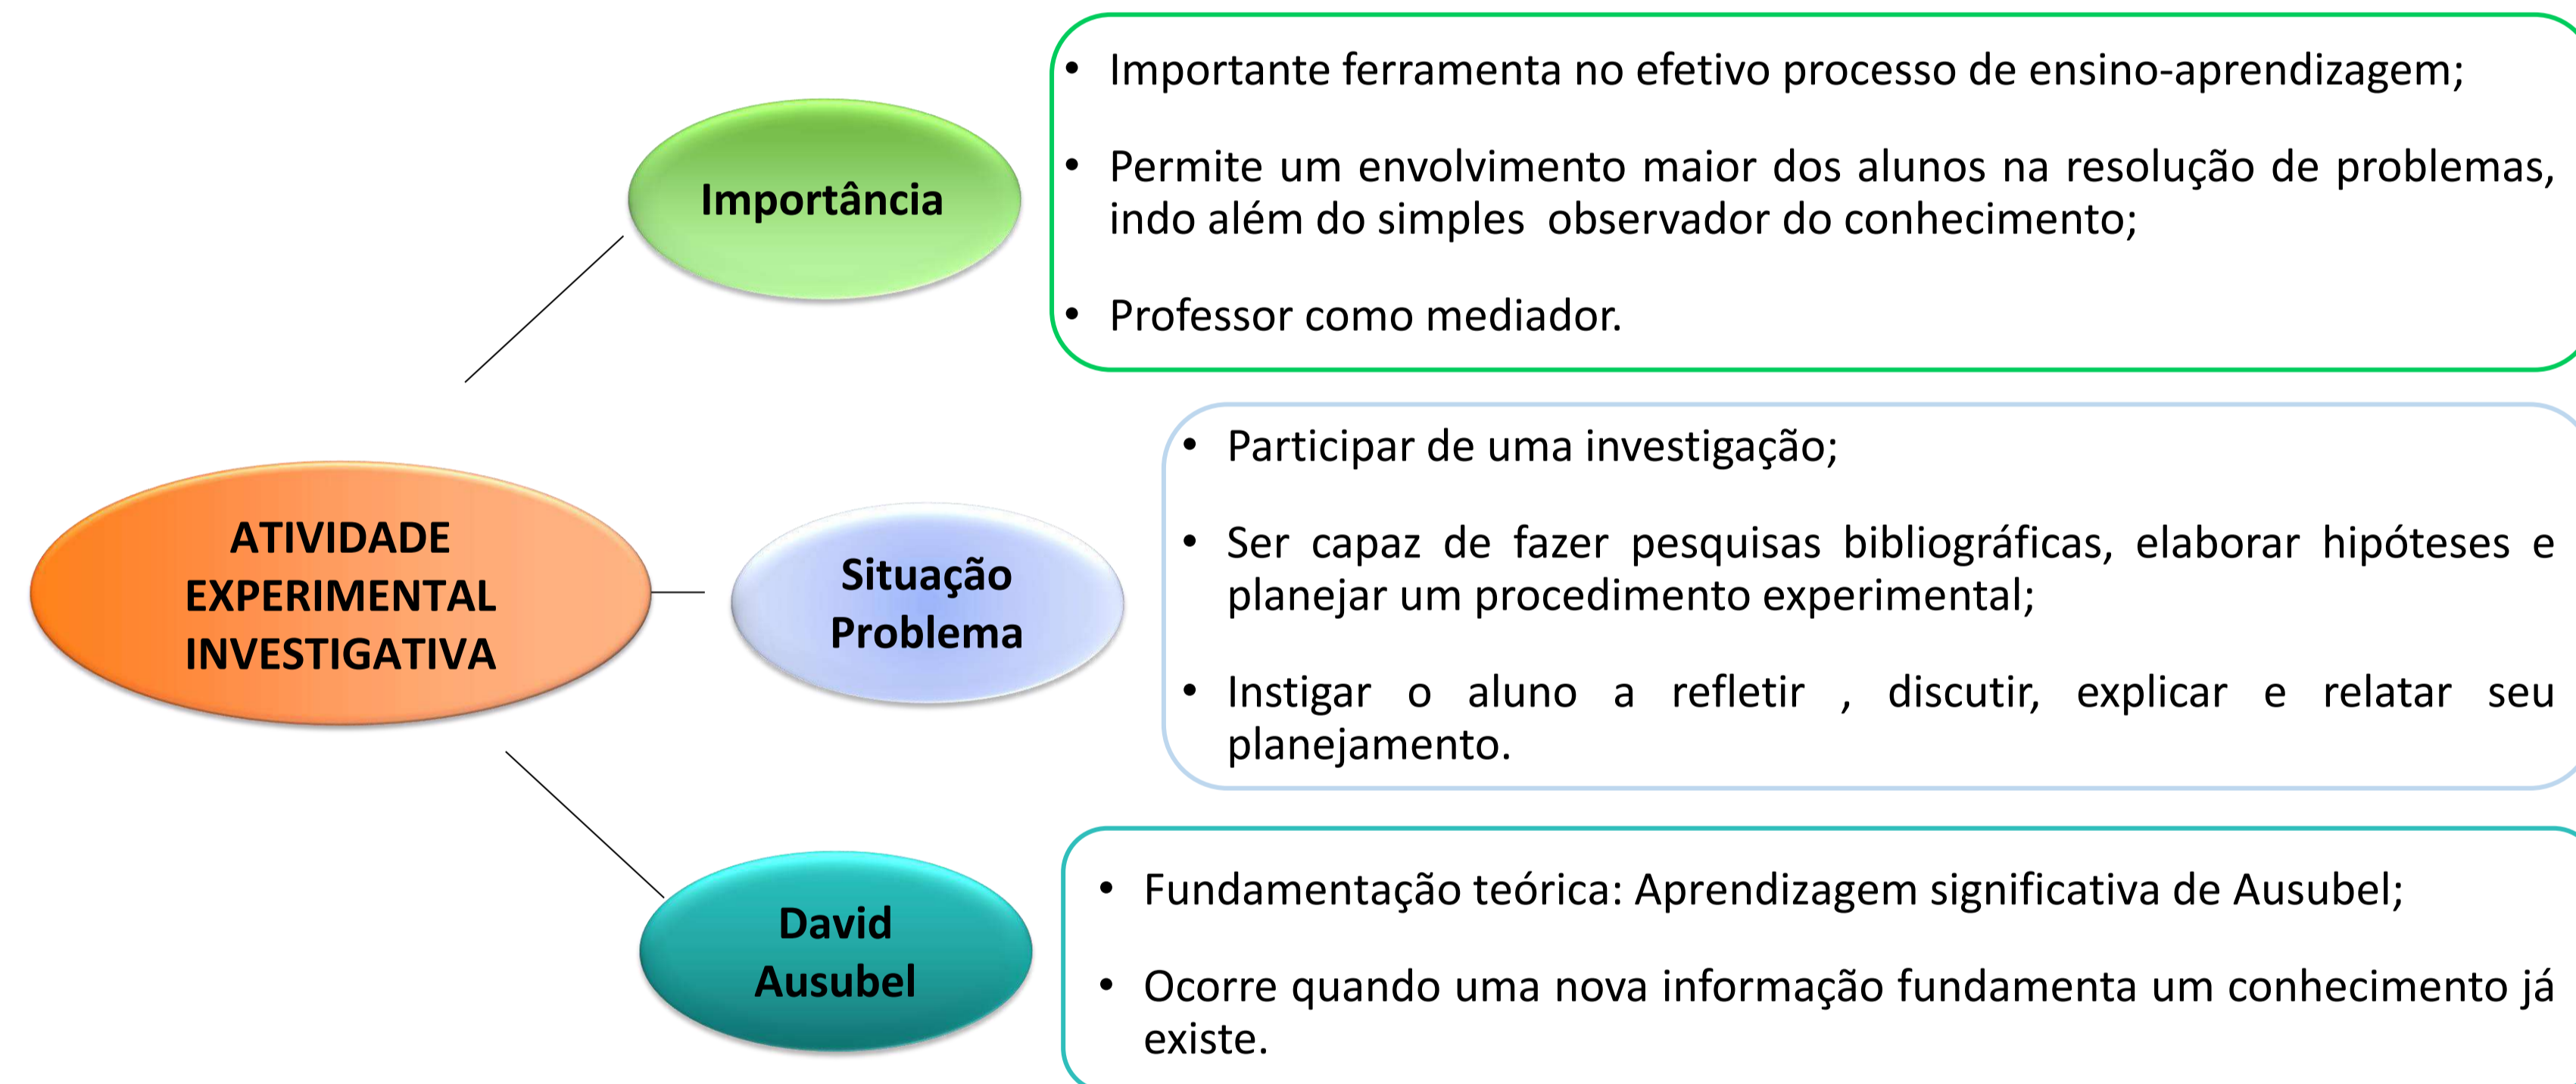 Importância
• Importante ferramenta no efetivo processo de ensino-aprendizagem;
• Permite um envolvimento maior dos alunos na resolução de problemas,
indo além do simples observador do conhecimento;
• Professor como mediador.
ATIVIDADE
EXPERIMENTAL
INVESTIGATIVA
Situação
Problema
• Participar de uma investigação;
• Ser capaz de fazer pesquisas bibliográficas, elaborar hipóteses e
planejar um procedimento experimental;
• Instigar o aluno a refletir , discutir, explicar e relatar seu
planejamento.
David
Ausubel
• Fundamentação teórica: Aprendizagem significativa de Ausubel;
• Ocorre quando uma nova informação fundamenta um conhecimento já
existe.